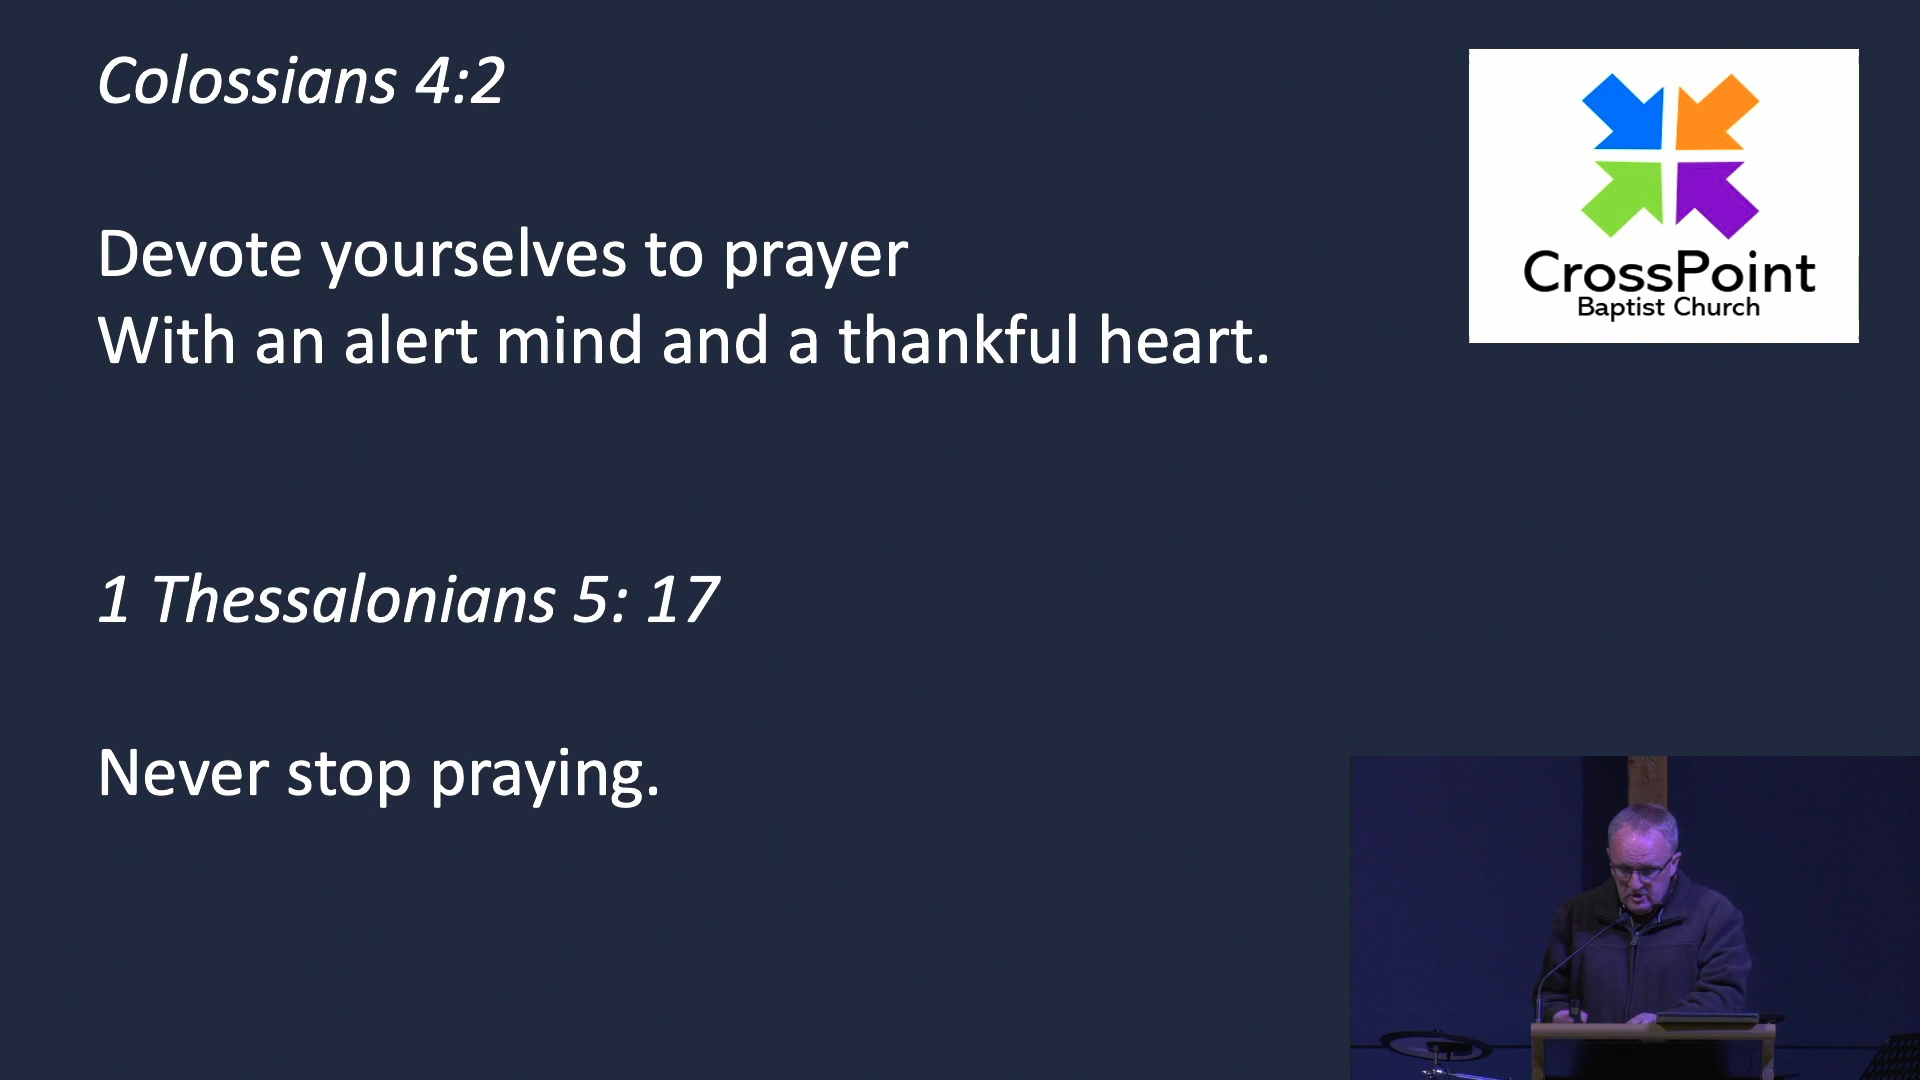 Colossians 4:2
Devote yourselves to prayer
With an alert mind and a thankful heart.
1 Thessalonians 5: 17
Never stop praying.
CrossPoint
Baptist Church